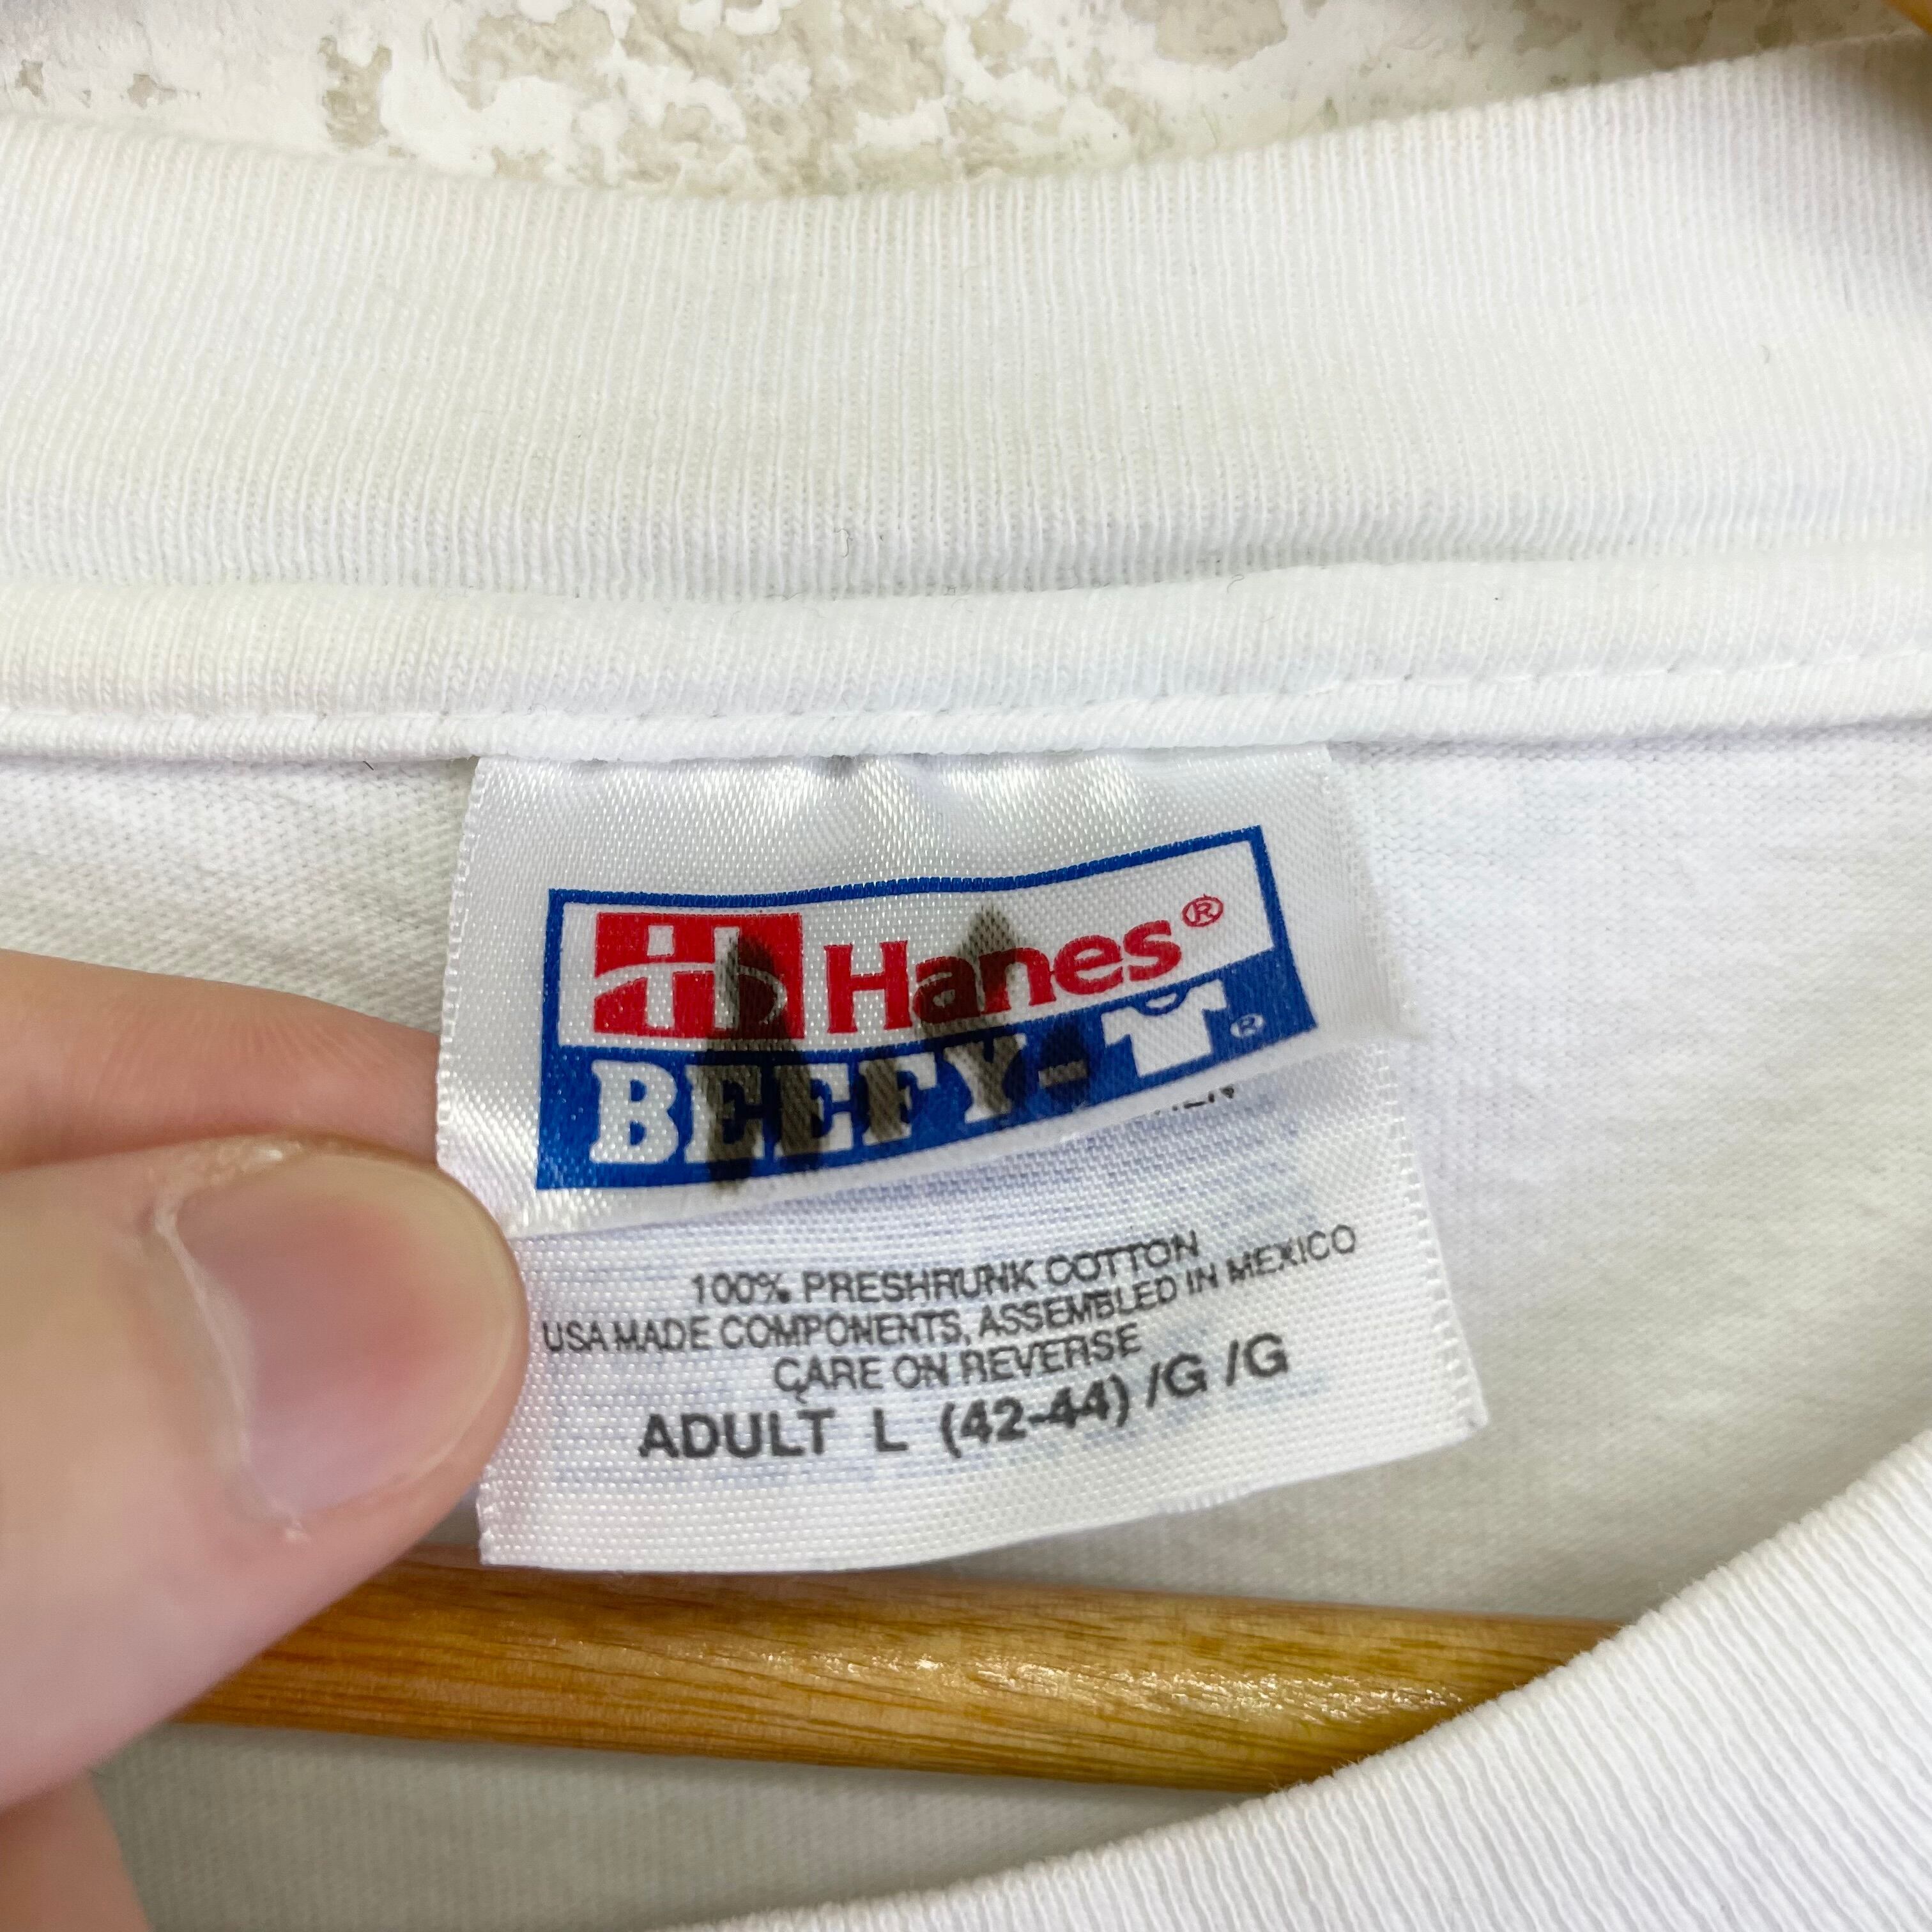 Hanes®
BEEFY-T®
100% PRESHRUNK COTTON
USA MADE COMPONENTS, ASSEMBLED IN MEXICO
CARE ON REVERSE
ADULT L (42-44) /G /G